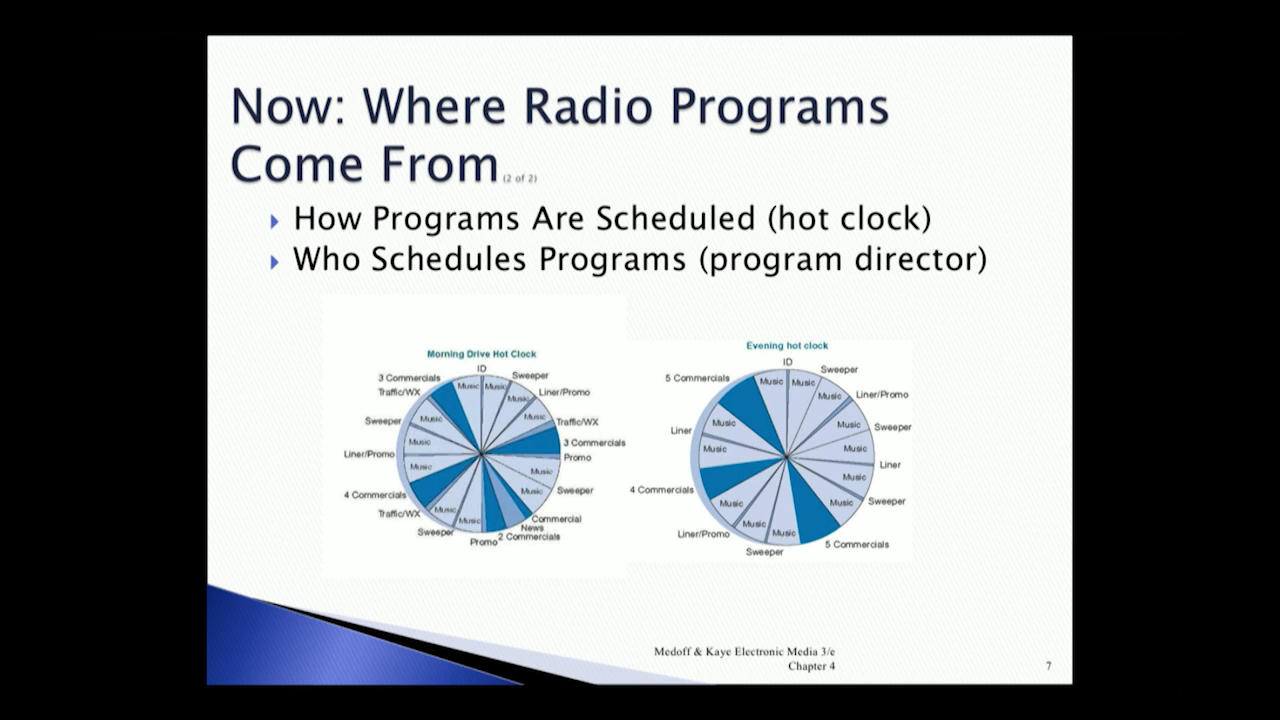 Now: Where Radio Programs
Come From (2 of 2)
How Programs Are Scheduled (hot clock)
Who Schedules Programs (program director)
Morning Drive Hot Clock
ID
Sweeper
Liner/Promo
Traffic/WX
3 Commercials
Promo
Sweeper
Commercial
News
2 Commercials
Promo
Sweeper
Traffic/WX
4 Commercials
Liner/Promo
Sweeper
Traffic/WX
3 Commercials
Music
Music
Music
Music
Music
Music
Music
Music
Music
Music
Music
Evening hot clock
ID
Sweeper
Liner/Promo
Sweeper
Liner
Sweeper
5 Commercials
Sweeper
Liner/Promo
4 Commercials
Liner
5 Commercials
Music
Music
Music
Music
Music
Music
Music
Music
Music
Music
Music
Music
Medoff & Kaye Electronic Media 3/e
Chapter 4
7